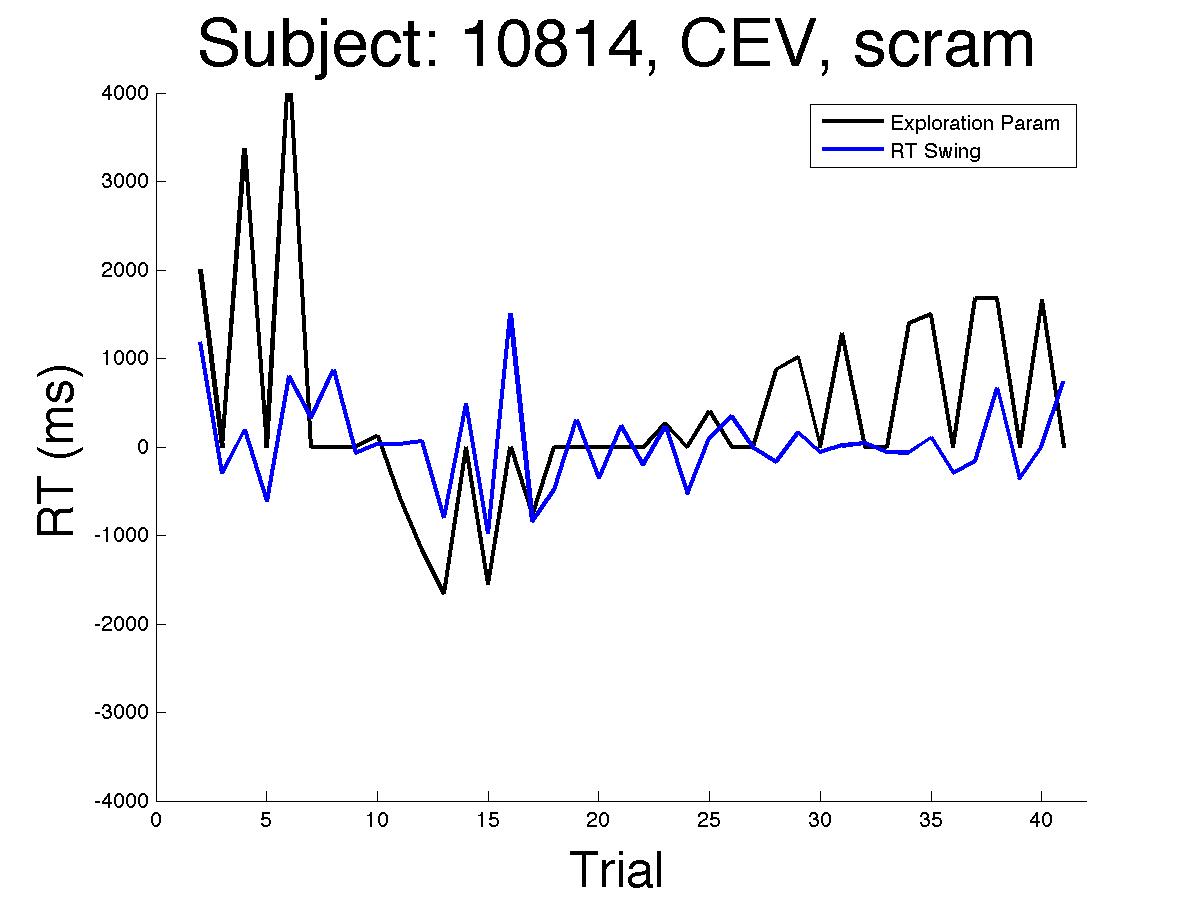 Subject: 10814, CEV, scram
4000
3000
2000
1000
0
-1000
-2000
-3000
-4000
RT (ms)
Exploration Param
RT Swing
0 5 10 15 20 25 30 35 40
Trial